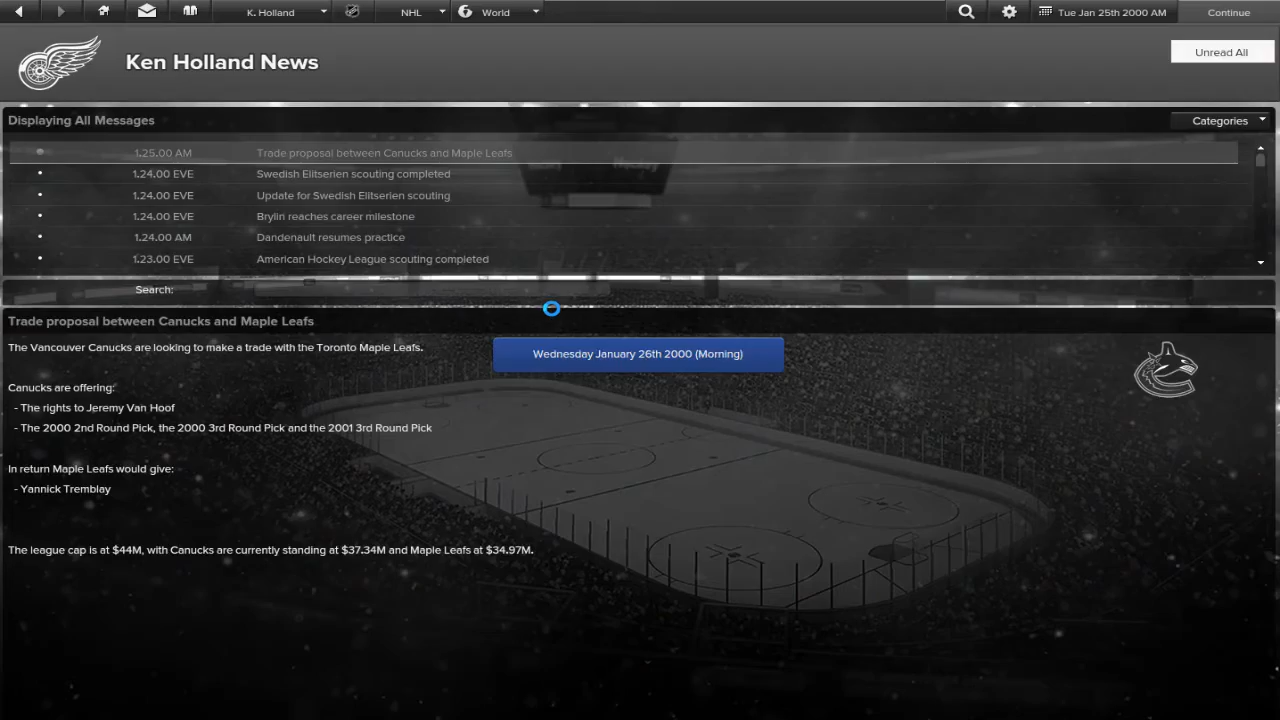 K. Holland
NHL
World
Tue Jan 25th 2000 AM
Continue
Ken Holland News
Unread All
Displaying All Messages
Categories
1.25.00 AM Trade proposal between Canucks and Maple Leafs
1.24.00 EVE Swedish Elitserien scouting completed
1.24.00 EVE Update for Swedish Elitserien scouting
1.24.00 EVE Brylin reaches career milestone
1.24.00 AM Dandenault resumes practice
1.23.00 EVE American Hockey League scouting completed
Search:
Trade proposal between Canucks and Maple Leafs
The Vancouver Canucks are looking to make a trade with the Toronto Maple Leafs.
Wednesday January 26th 2000 (Morning)
Canucks are offering:
- The rights to Jeremy Van Hoof
- The 2000 2nd Round Pick, the 2000 3rd Round Pick and the 2001 3rd Round Pick
In return Maple Leafs would give:
- Yannick Tremblay
The league cap is at $44M, with Canucks are currently standing at $37.34M and Maple Leafs at $34.97M.